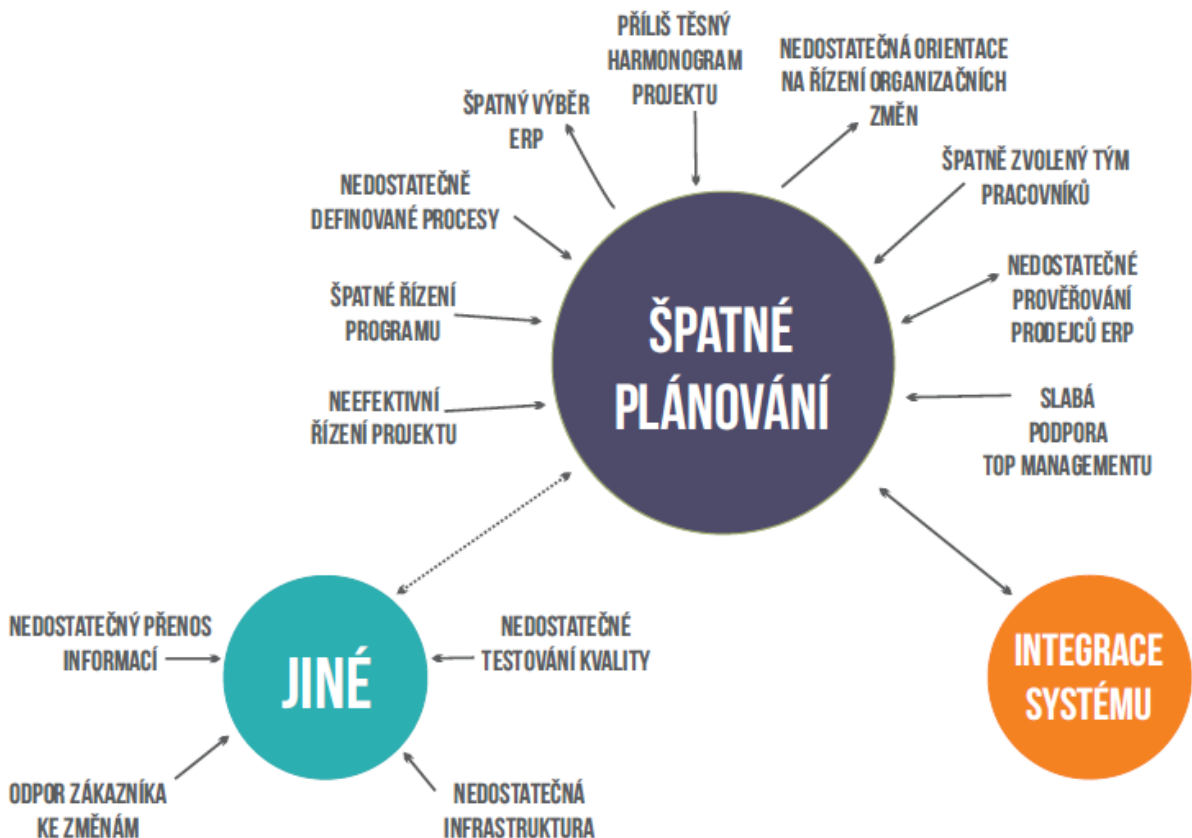 PŘÍLIŠ TĚSNÝ
HARMONOGRAM
PROJEKTU
NEDOSTATEČNÁ ORIENTACE
NA ŘÍZENÍ ORGANIZAČNÍCH
ZMĚN
ŠPATNÝ VÝBĚR
ERP
ŠPATNĚ ZVOLENÝ TÝM
PRACOVNÍKŮ
NEDOSTATEČNĚ
DEFINOVANÉ PROCESY
NEDOSTATEČNÉ
PROVĚŘOVÁNÍ
PRODEJCŮ ERP
ŠPATNÉ ŘÍZENÍ
PROGRAMU
ŠPATNÉ
PLÁNOVÁNÍ
NEEFEKTIVNÍ
ŘÍZENÍ PROJEKTU
SLABÁ
PODPORA
TOP MANAGEMENTU
NEDOSTATEČNÝ PŘENOS
INFORMACÍ
JINÉ
NEDOSTATEČNÉ
TESTOVÁNÍ KVALITY
INTEGRACE
SYSTÉMU
ODPOR ZÁKAZNÍKA
KE ZMĚNÁM
NEDOSTATEČNÁ
INFRASTRUKTURA